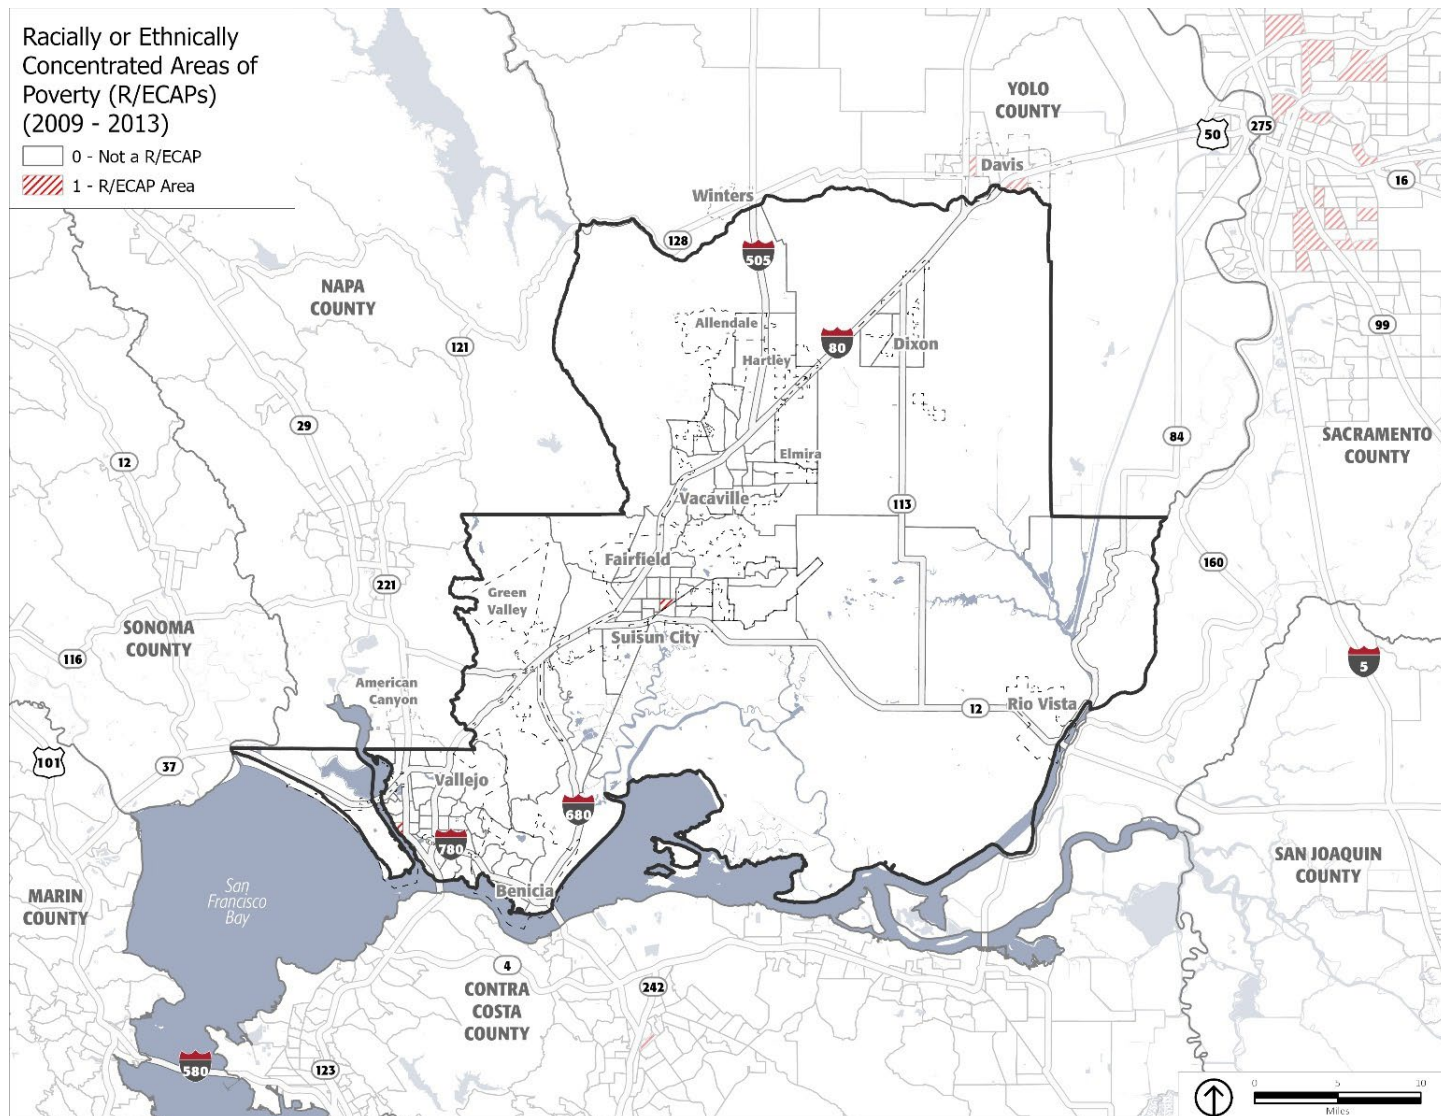 Racially or Ethnically
Concentrated Areas of
Poverty (R/ECAPs)
(2009 - 2013)
0 - Not a R/ECAP
1 - R/ECAP Area
YOLO
COUNTY
50
275
Davis
16
Winters
128
505
NAPA
COUNTY
Allendale
80
Dixon
99
121
Hartley
29
84
SACRAMENTO
COUNTY
12
Elmira
Vacaville
113
Fairfield
160
221
Green
Valley
SONOMA
COUNTY
Suisun City
116
5
American
Canyon
12
Rio Vista
101
37
Vallejo
680
780
SAN JOAQUIN
COUNTY
Benicia
MARIN
COUNTY
San
Francisco
Bay
4
242
CONTRA
COSTA
COUNTY
580
123
0
5
10
Miles